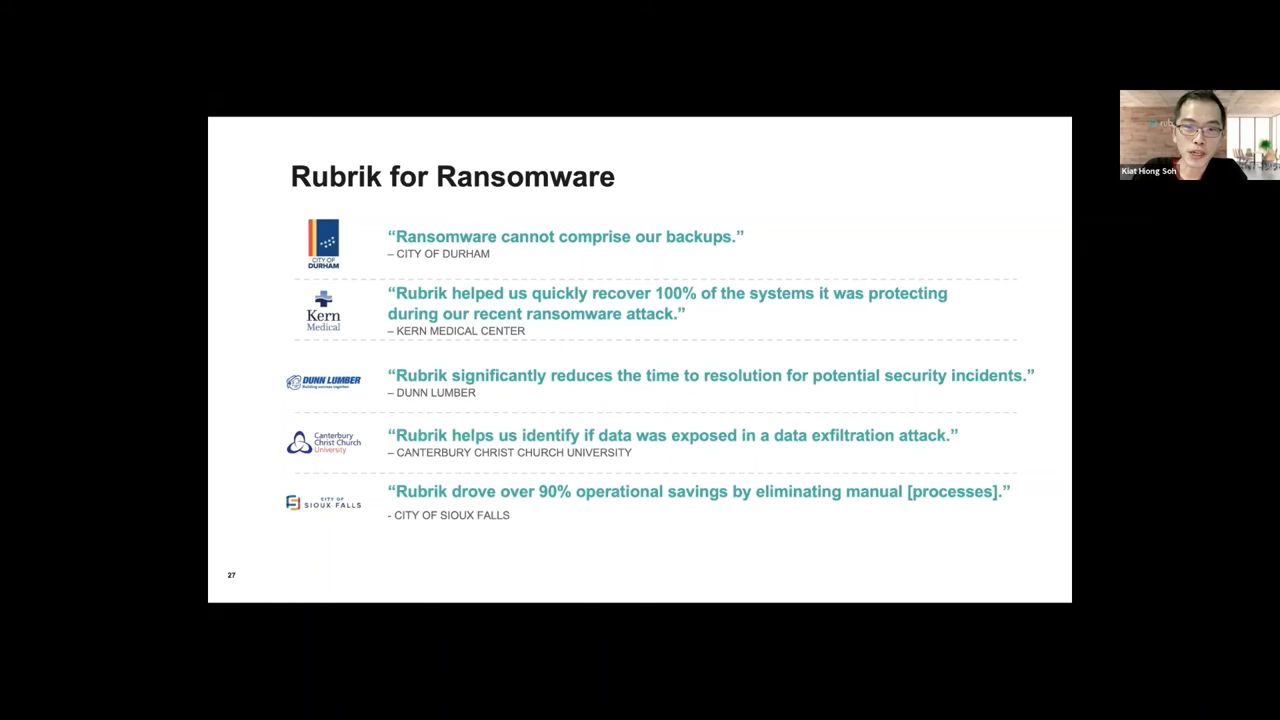 Rubrik for Ransomware
CITY OF
DURHAM
“Ransomware cannot comprise our backups.”
– CITY OF DURHAM
Kern
Medical
“Rubrik helped us quickly recover 100% of the systems it was protecting
during our recent ransomware attack.”
– KERN MEDICAL CENTER
DUNN LUMBER
Building success together
“Rubrik significantly reduces the time to resolution for potential security incidents.”
– DUNN LUMBER
Canterbury
Christ Church
University
“Rubrik helps us identify if data was exposed in a data exfiltration attack.”
– CANTERBURY CHRIST CHURCH UNIVERSITY
CITY OF
SIOUX FALLS
“Rubrik drove over 90% operational savings by eliminating manual [processes].”
- CITY OF SIOUX FALLS
27
Kiat Hiong Soh